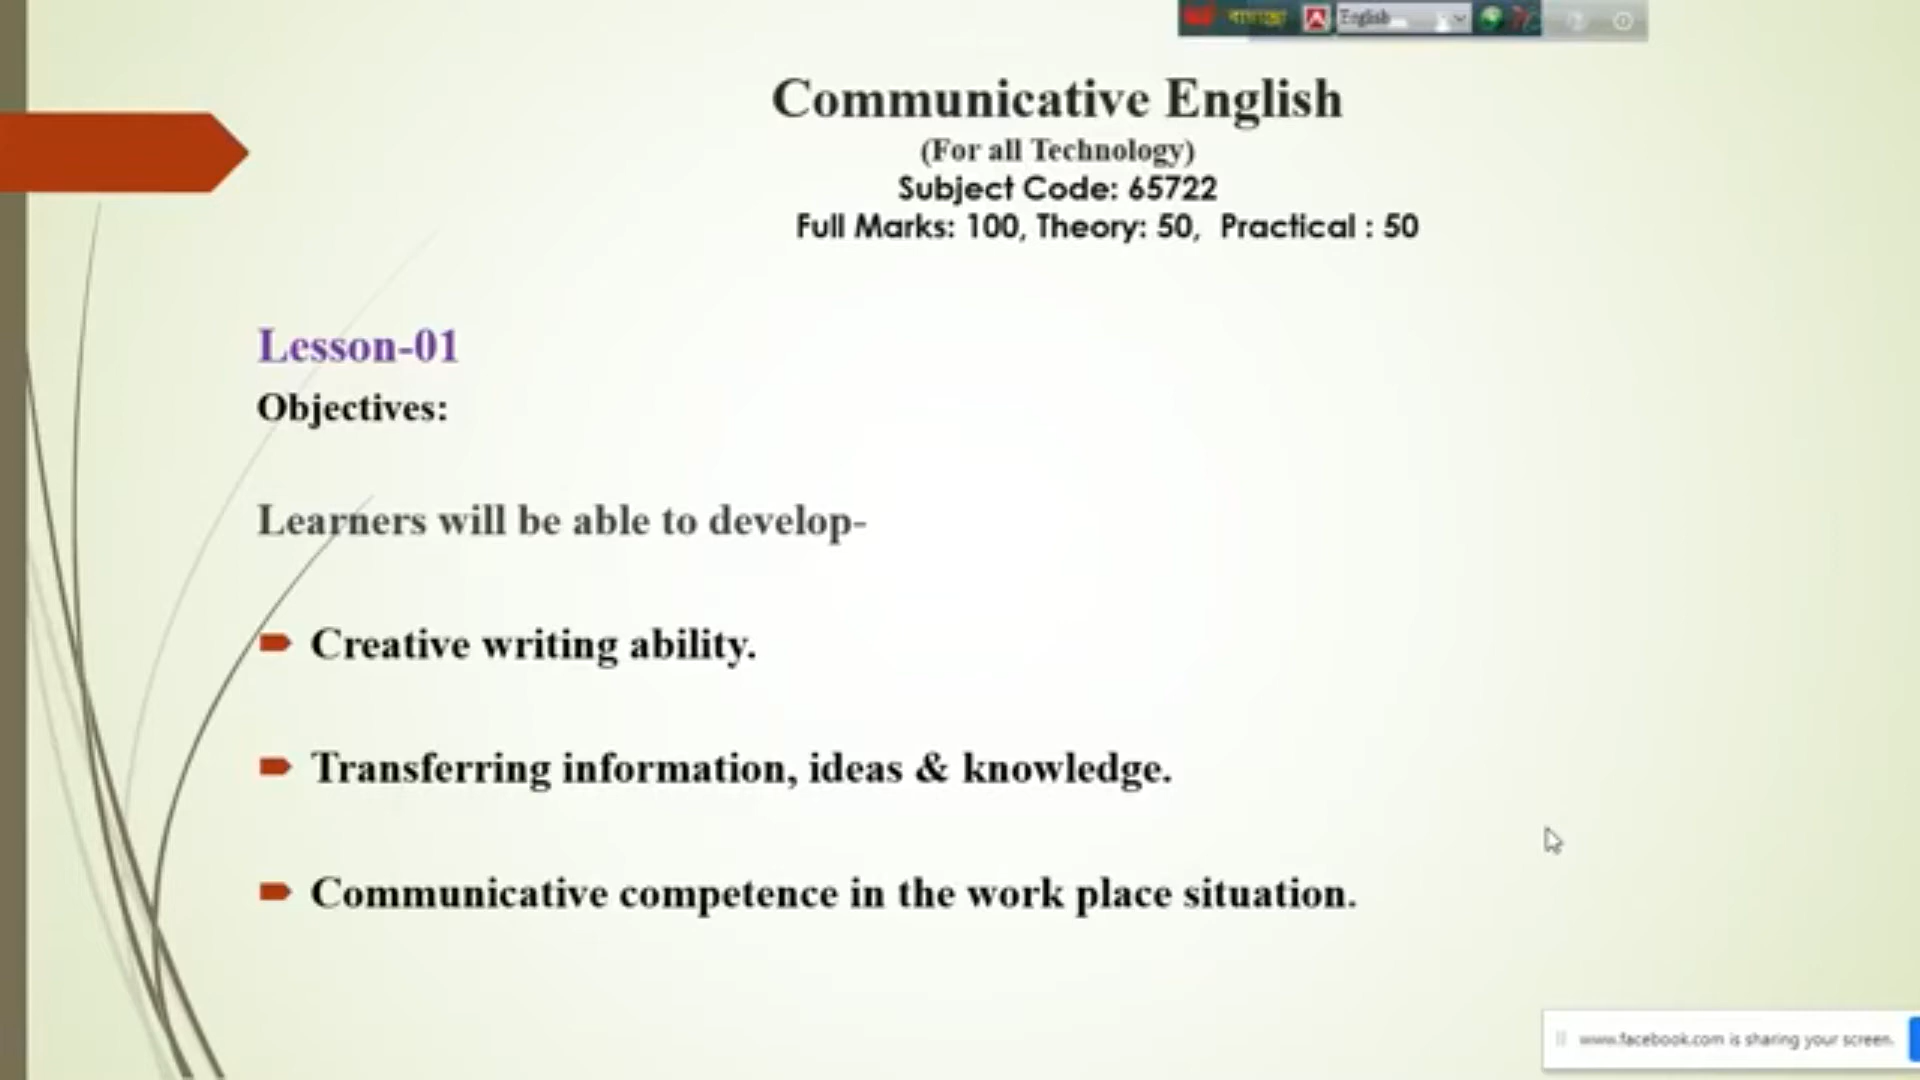 English
Communicative English
(For all Technology)
Subject Code: 65722
Full Marks: 100, Theory: 50, Practical : 50
Lesson-01
Objectives:
Learners will be able to develop-
Creative writing ability.
Transferring information, ideas & knowledge.
Communicative competence in the work place situation.
www.facebook.com is sharing your screen.